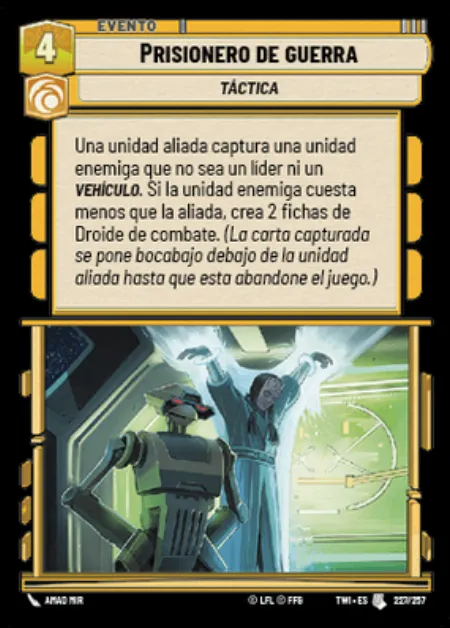 EVENTO
4
PRISIONERO DE GUERRA
TÁCTICA
Una unidad aliada captura una unidad
enemiga que no sea un líder ni un
VEHÍCULO. Si la unidad enemiga cuesta
menos que la aliada, crea 2 fichas de
Droide de combate. (La carta capturada
se pone bocabajo debajo de la unidad
aliada hasta que esta abandone el juego.)
AMAD MIR
© LFL © FFG
TWI • ES
227/257